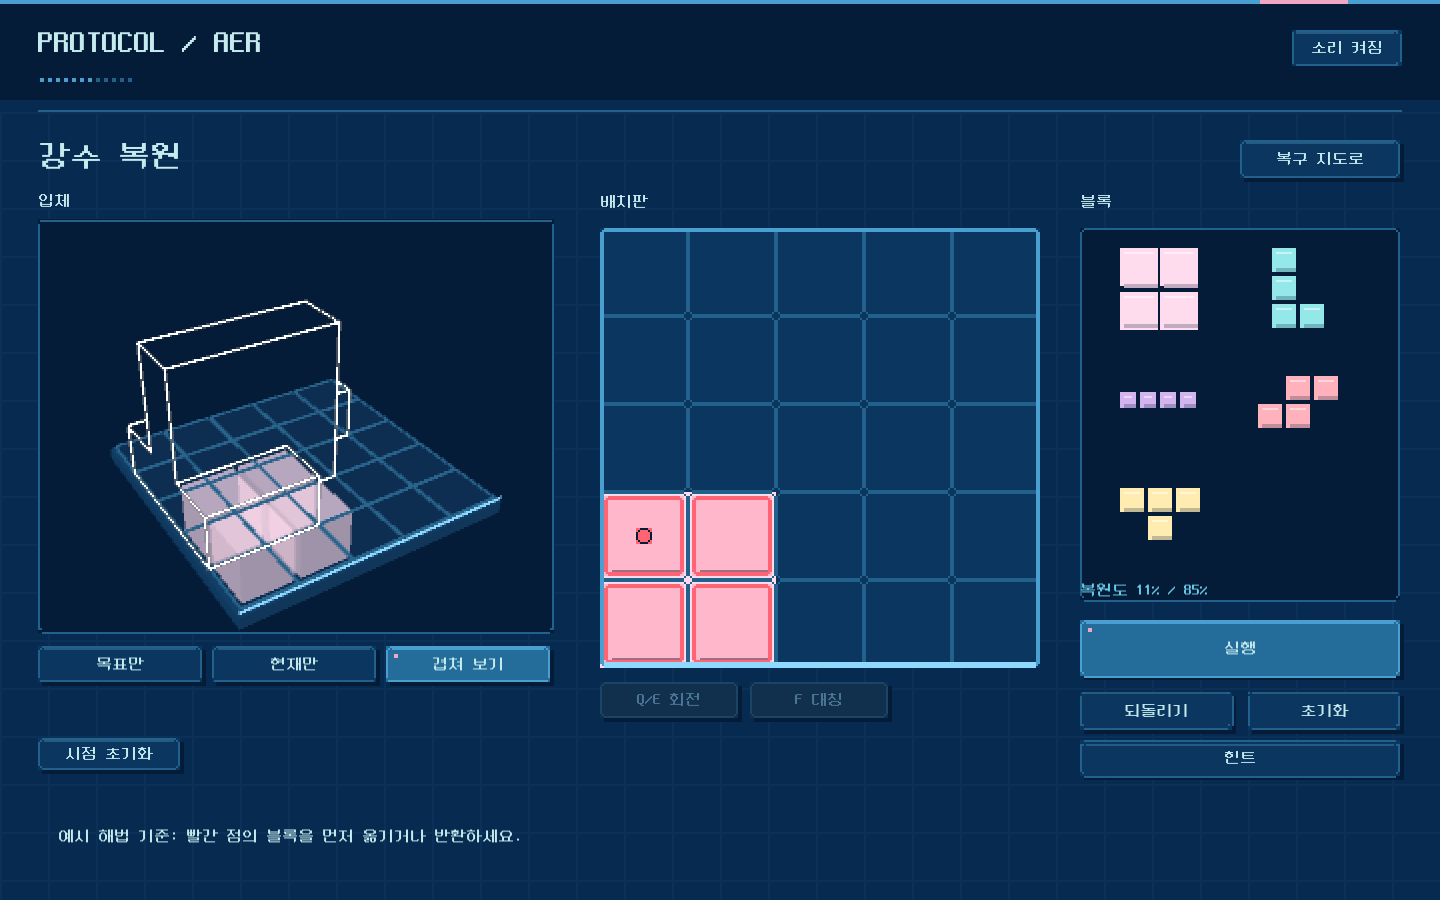 PROTOCOL / AER
소리 켜짐
강수 복원
복구 지도로
입체
배치판
블록
복원도 11% / 85%
실행
목표만
현재만
겹쳐 보기
Q/E 회전
F 대칭
되돌리기
초기화
시점 초기화
힌트
예시 해법 기준: 빨간 점의 블록을 먼저 옮기거나 반환하세요.